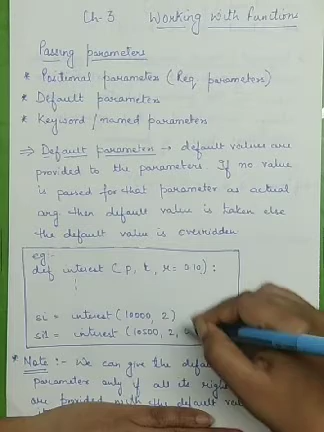 Ch-3 Working with functions
Passing parameters
* Positional parameters (Req parameters)
* Default parameters
* Keyword / named parameters
⇒ Default parameters → default values are
provided to the parameters. If no value
is passed for that parameter as actual
arg then default value is taken else
the default value is overridden
eg:-
def interest (P, t, r = 0.10) :
si = interest (10000, 2)
si1 = interest (10500, 2,
* Note :- We can give the defau
parameter only if all its righ
are provided with the default val